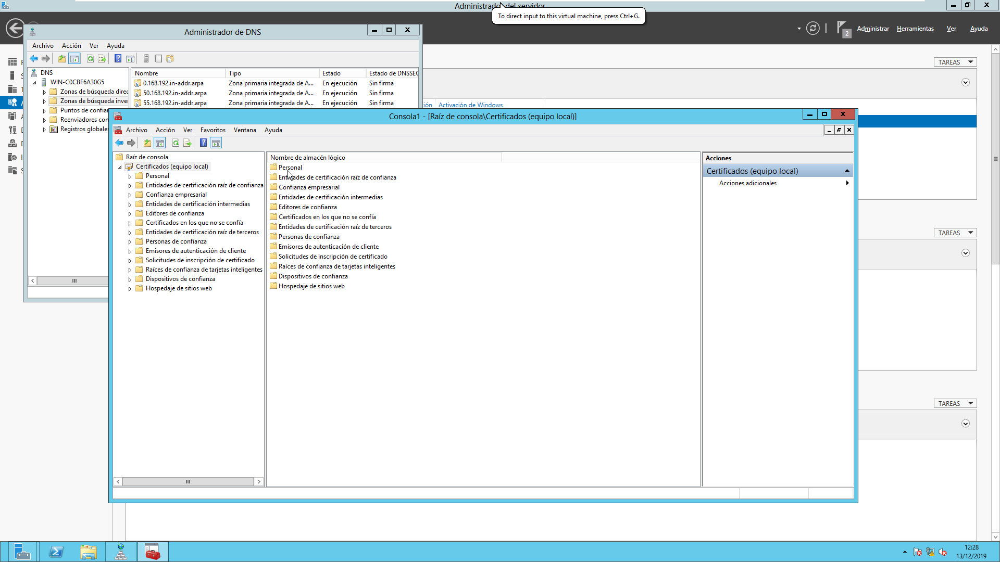 Administrador del servidor
To direct input to this virtual machine, press Ctrl+G.
2
Administrar
Herramientas
Ver
Ayuda
Administrador de DNS
Archivo
Acción
Ver
Ayuda
DNS
WIN-C0CBF6A30G5
Zonas de búsqueda direc
Zonas de búsqueda inver
Puntos de confian
Reenviadores con
Registros globales
Nombre
Tipo
Estado
Estado de DNSSEC
0.168.192.in-addr.arpa
Zona primaria integrada de A...
En ejecución
Sin firma
50.168.192.in-addr.arpa
Zona primaria integrada de A...
En ejecución
Sin firma
55.168.192.in-addr.arpa
Zona primaria integrada de A...
En ejecución
Sin firma
TAREAS
ión
Activación de Windows
Consola1 - [Raíz de consola\Certificados (equipo local)]
Archivo
Acción
Ver
Favoritos
Ventana
Ayuda
Raíz de consola
Certificados (equipo local)
Personal
Entidades de certificación raíz de confianza
Confianza empresarial
Entidades de certificación intermedias
Editores de confianza
Certificados en los que no se confía
Entidades de certificación raíz de terceros
Personas de confianza
Emisores de autenticación de cliente
Solicitudes de inscripción de certificado
Raíces de confianza de tarjetas inteligentes
Dispositivos de confianza
Hospedaje de sitios web
Nombre de almacén lógico
Personal
Entidades de certificación raíz de confianza
Confianza empresarial
Entidades de certificación intermedias
Editores de confianza
Certificados en los que no se confía
Entidades de certificación raíz de terceros
Personas de confianza
Emisores de autenticación de cliente
Solicitudes de inscripción de certificado
Raíces de confianza de tarjetas inteligentes
Dispositivos de confianza
Hospedaje de sitios web
Acciones
Certificados (equipo local)
Acciones adicionales
TAREAS
TAREAS
12:28
13/12/2019